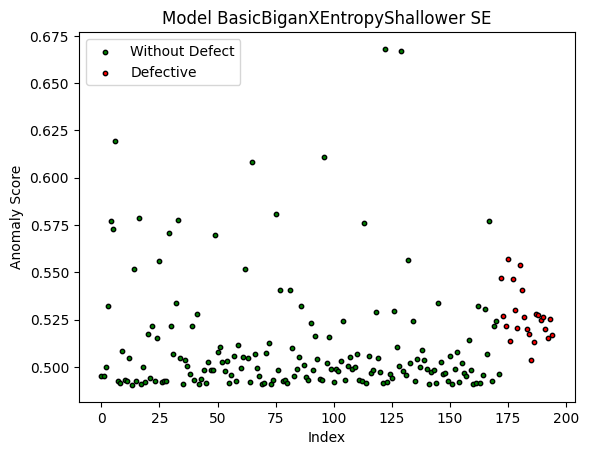 Model BasicBiganXEntropyShallower SE
Without Defect
Defective
Anomaly Score
0.675
0.650
0.625
0.600
0.575
0.550
0.525
0.500
0 25 50 75 100 125 150 175 200
Index